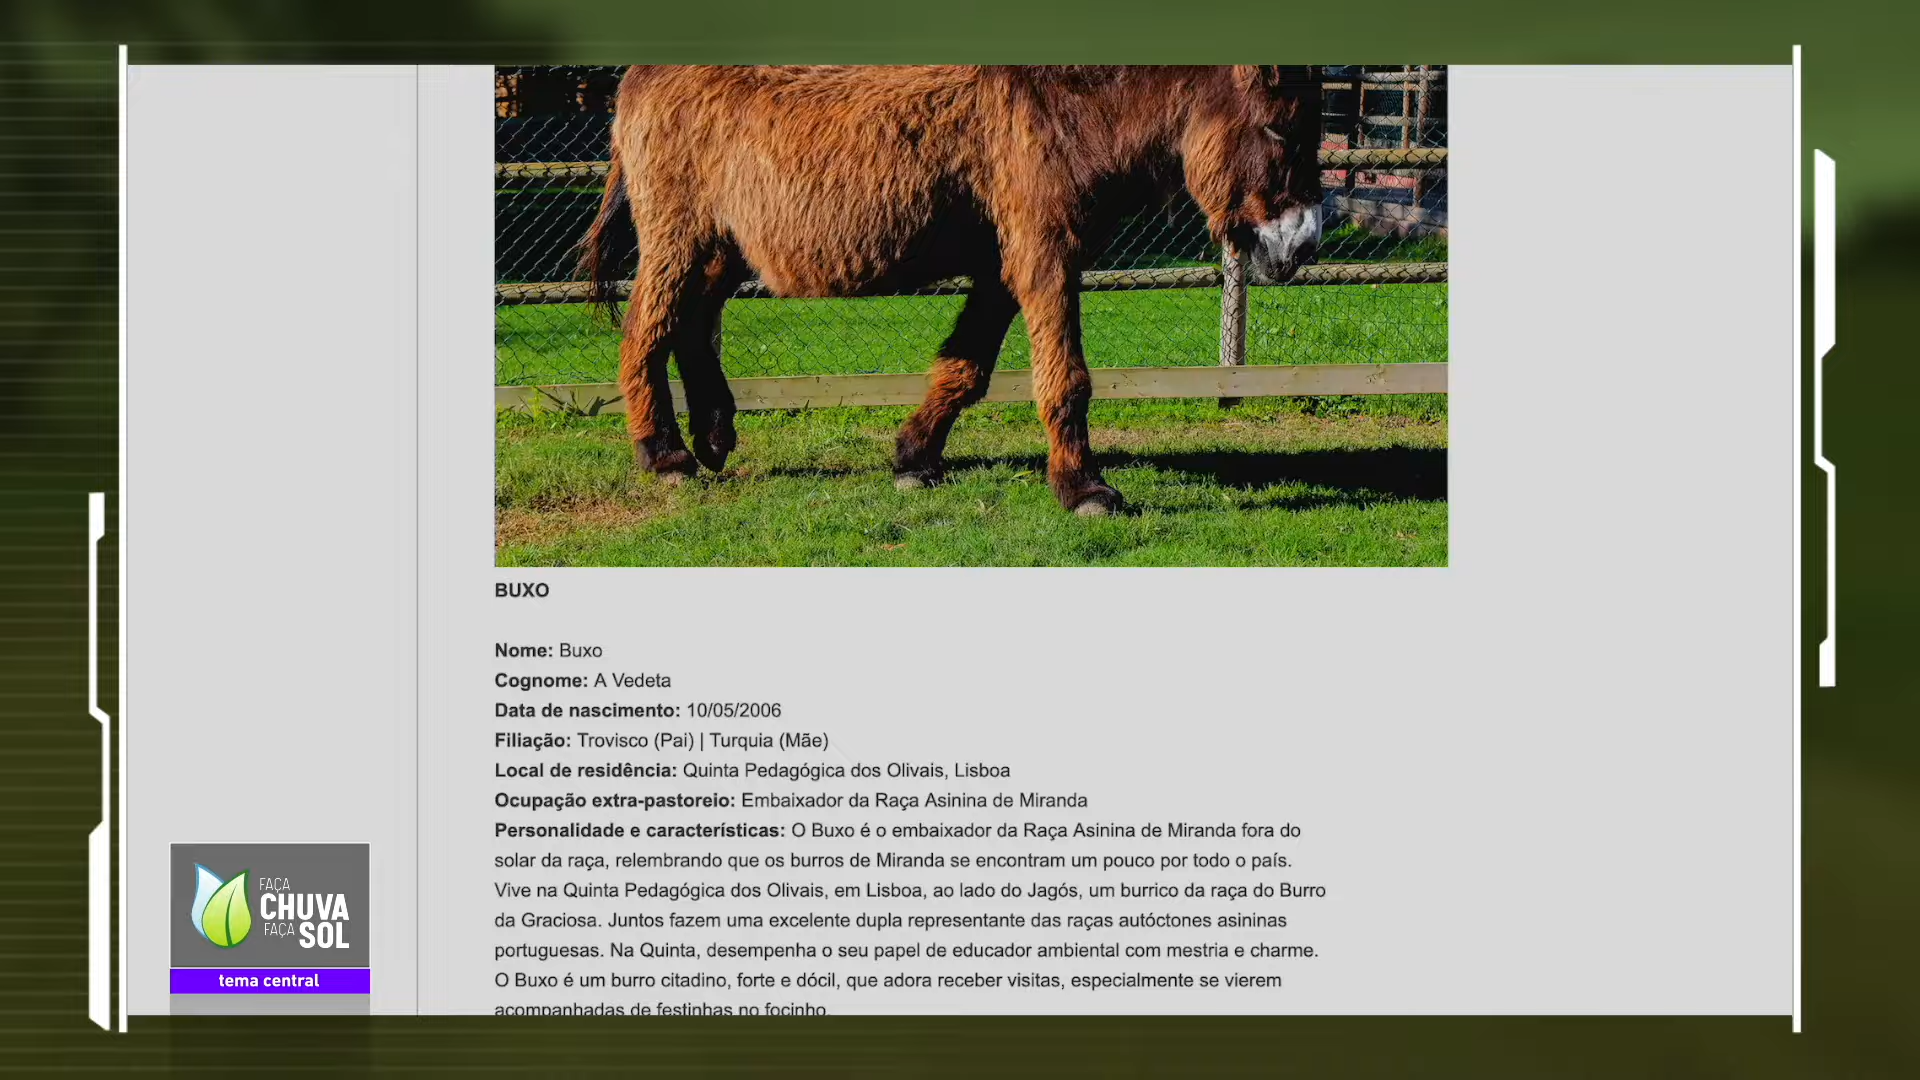 BUXO
Nome: Buxo
Cognome: A Vedeta
Data de nascimento: 10/05/2006
Filiação: Trovisco (Pai) | Turquia (Mãe)
Local de residência: Quinta Pedagógica dos Olivais, Lisboa
Ocupação extra-pastoreio: Embaixador da Raça Asinina de Miranda
Personalidade e características: O Buxo é o embaixador da Raça Asinina de Miranda fora do
solar da raça, relembrando que os burros de Miranda se encontram um pouco por todo o país.
Vive na Quinta Pedagógica dos Olivais, em Lisboa, ao lado do Jagós, um burrico da raça do Burro
da Graciosa. Juntos fazem uma excelente dupla representante das raças autóctones asininas
portuguesas. Na Quinta, desempenha o seu papel de educador ambiental com mestria e charme.
O Buxo é um burro citadino, forte e dócil, que adora receber visitas, especialmente se vierem
acompanhadas de festinhas no focinho.
FAÇA
CHUVA
FAÇA SOL
tema central